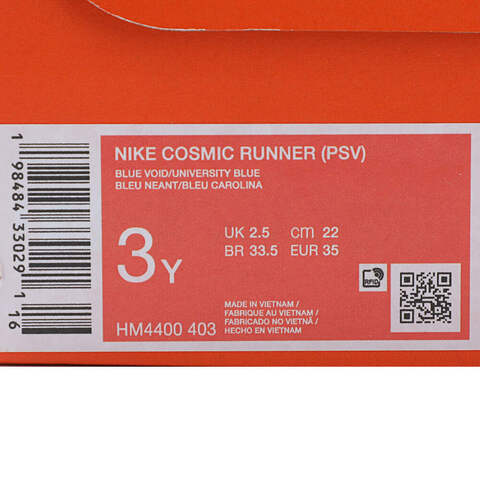 NIKE COSMIC RUNNER (PSV)
BLUE VOID/UNIVERSITY BLUE
BLEU NEANT/BLEU CAROLINA
3Y
UK 2.5 cm 22
BR 33.5 EUR 35
RFID
HM4400 403
MADE IN VIETNAM /
FABRIQUE AU VIETNAM /
FABRICADO NO VIETNÃ /
HECHO EN VIETNAM
1 98484 33029 1 16